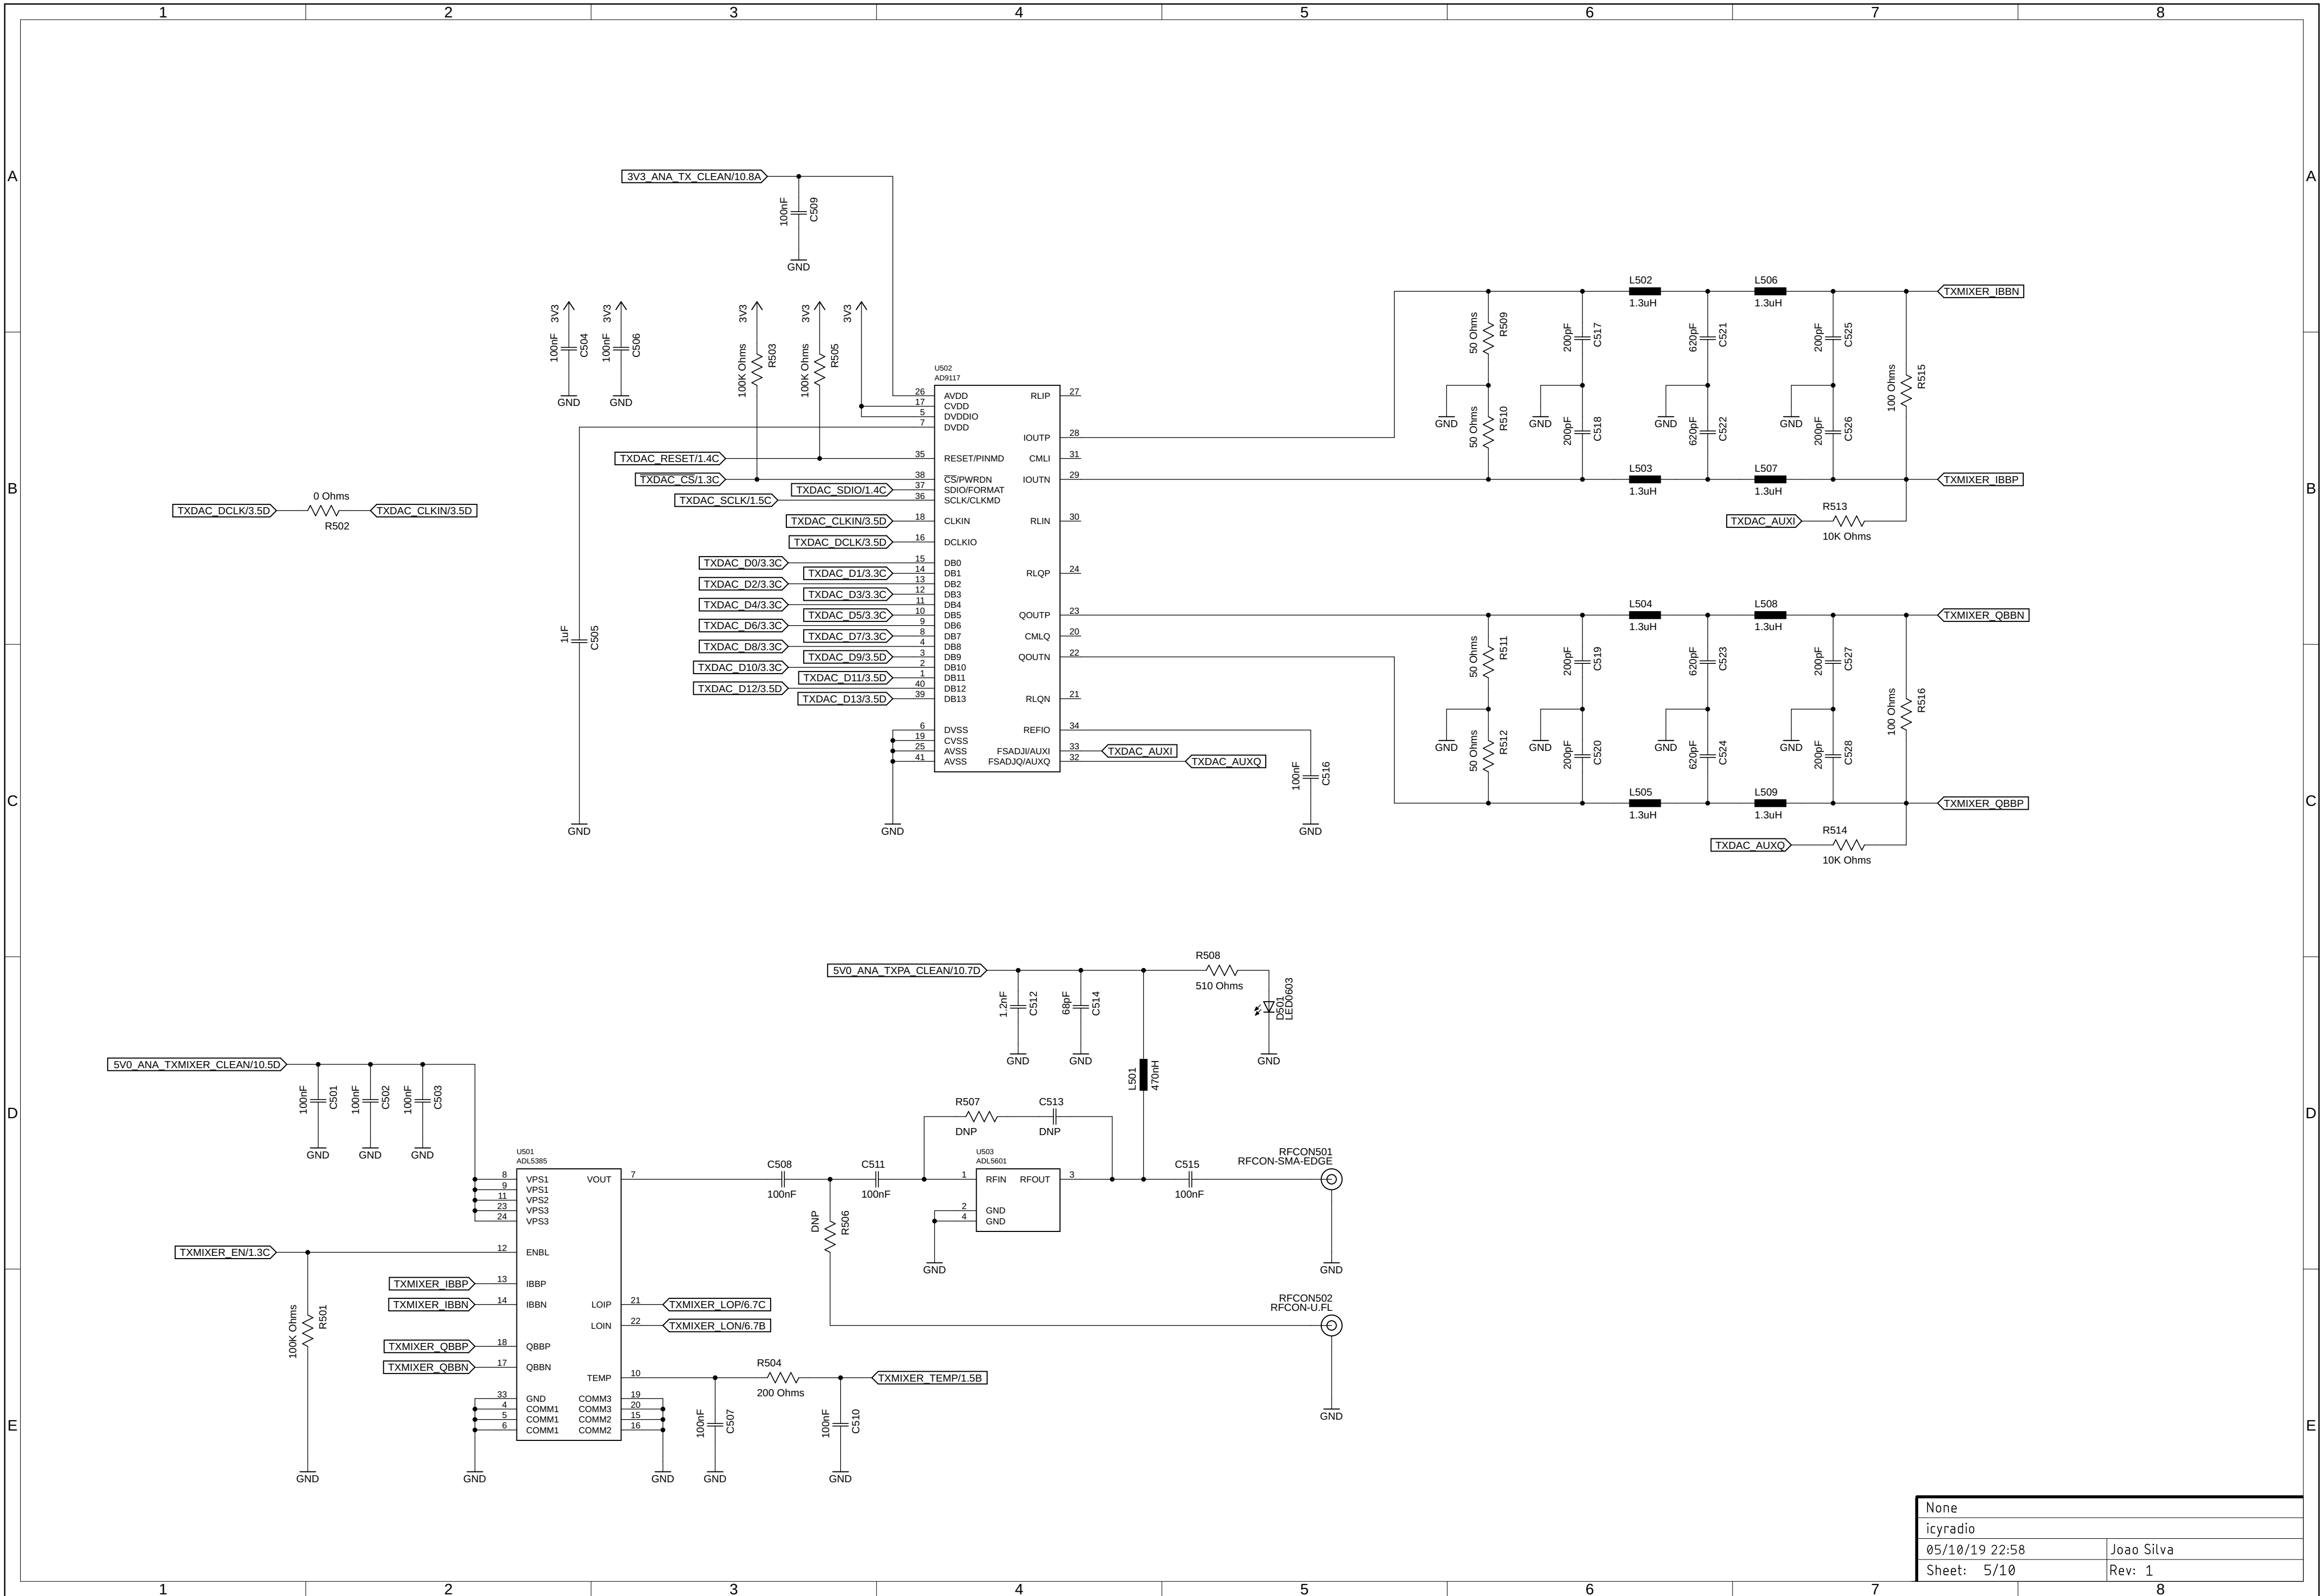 1 2 3 4 5 6 7 8
A A
B B
C C
D D
E E
3V3_ANA_TX_CLEAN/10.8A
100nF C509
GND
3V3 3V3 3V3 3V3 3V3
100nF C504
100nF C506
GND GND
100K Ohms R503
100K Ohms R505
U502
AD9117
26 AVDD RLIP 27
17 CVDD
5 DVDDIO
7 DVDD
IOUTP 28
TXDAC_RESET/1.4C 35 RESET/PINMD CMLI 31
TXDAC_CS/1.3C 38 CS/PWRDN IOUTN 29
TXDAC_SDIO/1.4C 37 SDIO/FORMAT
TXDAC_SCLK/1.5C 36 SCLK/CLKMD
TXDAC_CLKIN/3.5D 18 CLKIN RLIN 30
TXDAC_DCLK/3.5D 16 DCLKIO
TXDAC_D0/3.3C 15 DB0
TXDAC_D1/3.3C 14 DB1 RLQP 24
TXDAC_D2/3.3C 13 DB2
TXDAC_D3/3.3C 12 DB3
TXDAC_D4/3.3C 11 DB4
TXDAC_D5/3.3C 10 DB5 QOUTP 23
TXDAC_D6/3.3C 9 DB6
TXDAC_D7/3.3C 8 DB7 CMLQ 20
TXDAC_D8/3.3C 4 DB8
TXDAC_D9/3.5D 3 DB9 QOUTN 22
TXDAC_D10/3.3C 2 DB10
TXDAC_D11/3.5D 1 DB11
TXDAC_D12/3.5D 40 DB12
TXDAC_D13/3.5D 39 DB13 RLQN 21
6 DVSS REFIO 34
19 CVSS
25 AVSS FSADJI/AUXI 33 TXDAC_AUXI
41 AVSS FSADJQ/AUXQ 32 TXDAC_AUXQ
1uF C505
GND
GND
100nF C516
GND
0 Ohms
TXDAC_DCLK/3.5D TXDAC_CLKIN/3.5D
R502
L502 L506
1.3uH 1.3uH
TXMIXER_IBBN
50 Ohms R509
200pF C517
620pF C521
200pF C525
100 Ohms R515
GND GND GND GND
50 Ohms R510
200pF C518
620pF C522
200pF C526
L503 L507
1.3uH 1.3uH
TXMIXER_IBBP
R513
TXDAC_AUXI
10K Ohms
L504 L508
1.3uH 1.3uH
TXMIXER_QBBN
50 Ohms R511
200pF C519
620pF C523
200pF C527
100 Ohms R516
GND GND GND GND
50 Ohms R512
200pF C520
620pF C524
200pF C528
L505 L509
1.3uH 1.3uH
TXMIXER_QBBP
R514
TXDAC_AUXQ
10K Ohms
5V0_ANA_TXPA_CLEAN/10.7D
R508
510 Ohms
1.2nF C512
68pF C514
D501
LED0603
GND GND GND
L501
470nH
5V0_ANA_TXMIXER_CLEAN/10.5D
100nF C501
100nF C502
100nF C503
GND GND GND
R507 C513
DNP DNP
U501
ADL5385
8 VPS1 VOUT 7
9 VPS1
11 VPS2
23 VPS3
24 VPS3
TXMIXER_EN/1.3C 12 ENBL
TXMIXER_IBBP 13 IBBP
TXMIXER_IBBN 14 IBBN LOIP 21 TXMIXER_LOP/6.7C
LOIN 22 TXMIXER_LON/6.7B
TXMIXER_QBBP 18 QBBP
TXMIXER_QBBN 17 QBBN
TEMP 10
33 GND COMM3 19
4 COMM1 COMM3 20
5 COMM1 COMM2 15
6 COMM1 COMM2 16
100K Ohms R501
GND GND GND
C508 C511
100nF 100nF
DNP R506
U503
ADL5601
1 RFIN RFOUT 3
2 GND
4 GND
GND
C515
100nF
RFCON501
RFCON-SMA-EDGE
GND
RFCON502
RFCON-U.FL
GND
R504
200 Ohms
TXMIXER_TEMP/1.5B
100nF C507
100nF C510
GND GND
None
icyradio
05/10/19 22:58 Joao Silva
Sheet: 5/10 Rev: 1
1 2 3 4 5 6 7 8